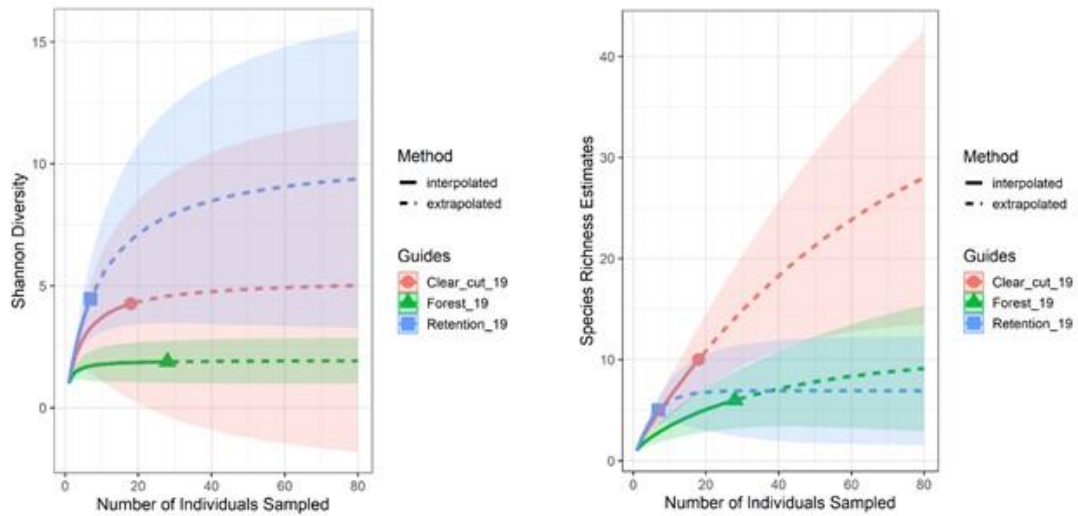 15
10
5
0
Shannon Diversity
0 20 40 60 80
Number of Individuals Sampled
Method
interpolated
extrapolated
Guides
Clear_cut_19
Forest_19
Retention_19
40
30
20
10
0
Species Richness Estimates
0 20 40 60 80
Number of Individuals Sampled
Method
interpolated
extrapolated
Guides
Clear_cut_19
Forest_19
Retention_19